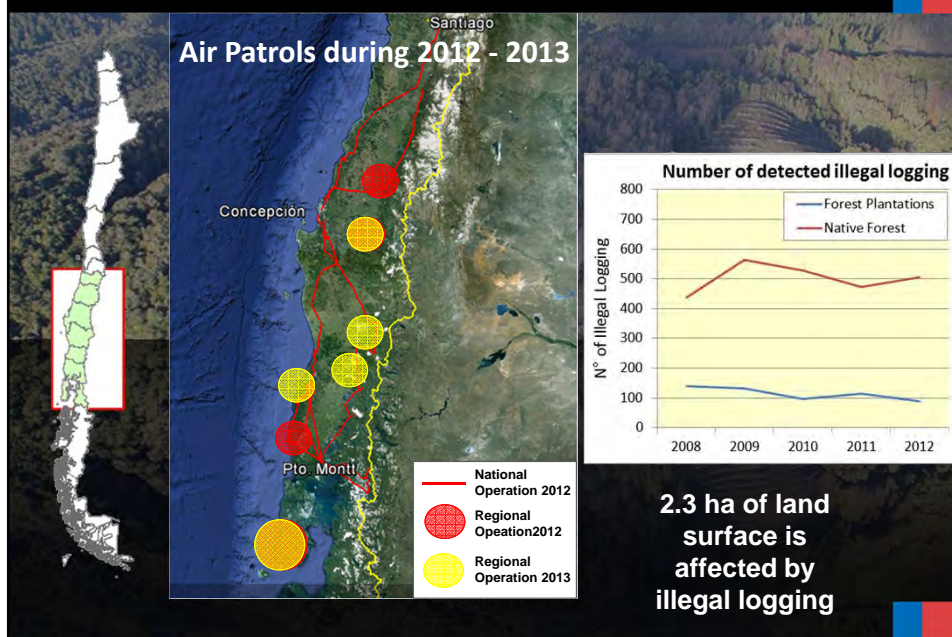 Santiago
Air Patrols during 2012 - 2013
Concepción
Pto. Montt
National
Operation 2012
Regional
Opeation2012
Regional
Operation 2013
Number of detected illegal logging
N° of Illegal Logging
800
700
600
500
400
300
200
100
0
Forest Plantations
Native Forest
2008 2009 2010 2011 2012
2.3 ha of land
surface is
affected by
illegal logging